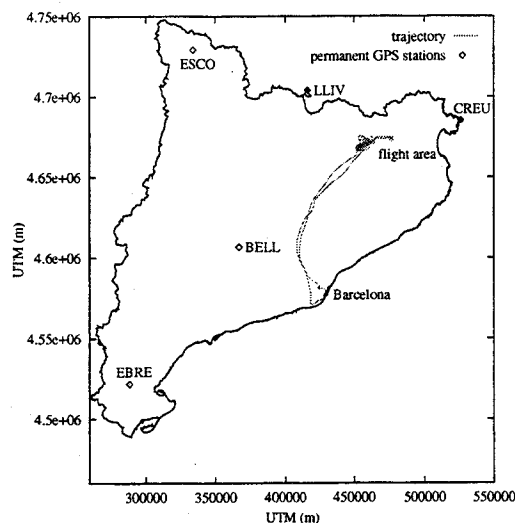 4.75e+06
trajectory
permanent GPS stations
ESCO
LLIV
4.7e+06
CREU
flight area
4.65e+06
UTM (m)
BELL
4.6e+06
Barcelona
4.55e+06
EBRE
4.5e+06
300000 350000 400000 450000 500000 550000
UTM (m)